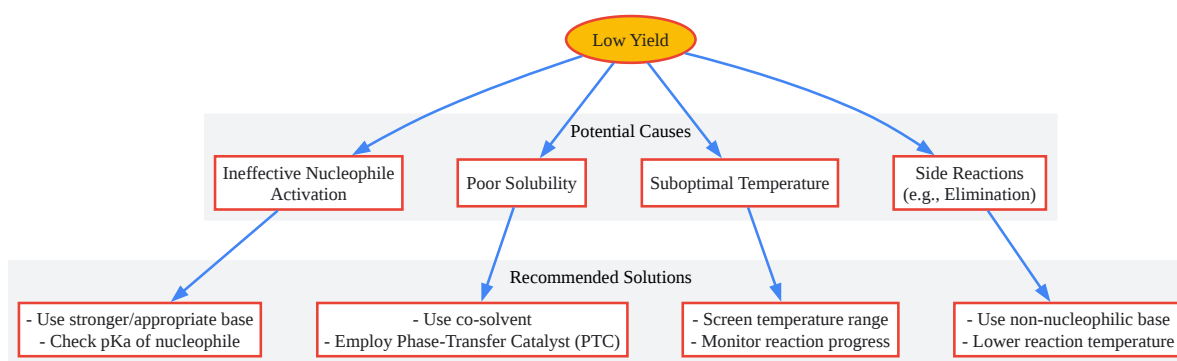 Low Yield
Potential Causes
Ineffective Nucleophile
Activation
Poor Solubility
Suboptimal Temperature
Side Reactions
(e.g., Elimination)
Recommended Solutions
- Use stronger/appropriate base
- Check pKa of nucleophile
- Use co-solvent
- Employ Phase-Transfer Catalyst (PTC)
- Screen temperature range
- Monitor reaction progress
- Use non-nucleophilic base
- Lower reaction temperature